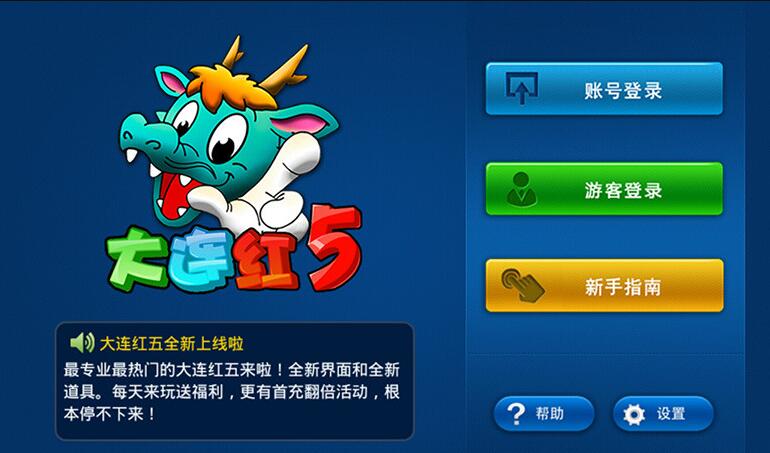 大连红5
大连红五全新上线啦
最专业最热门的大连红五来啦！全新界面和全新
道具。每天来玩送福利，更有首充翻倍活动，根
本停不下来！
账号登录
游客登录
新手指南
帮助
设置